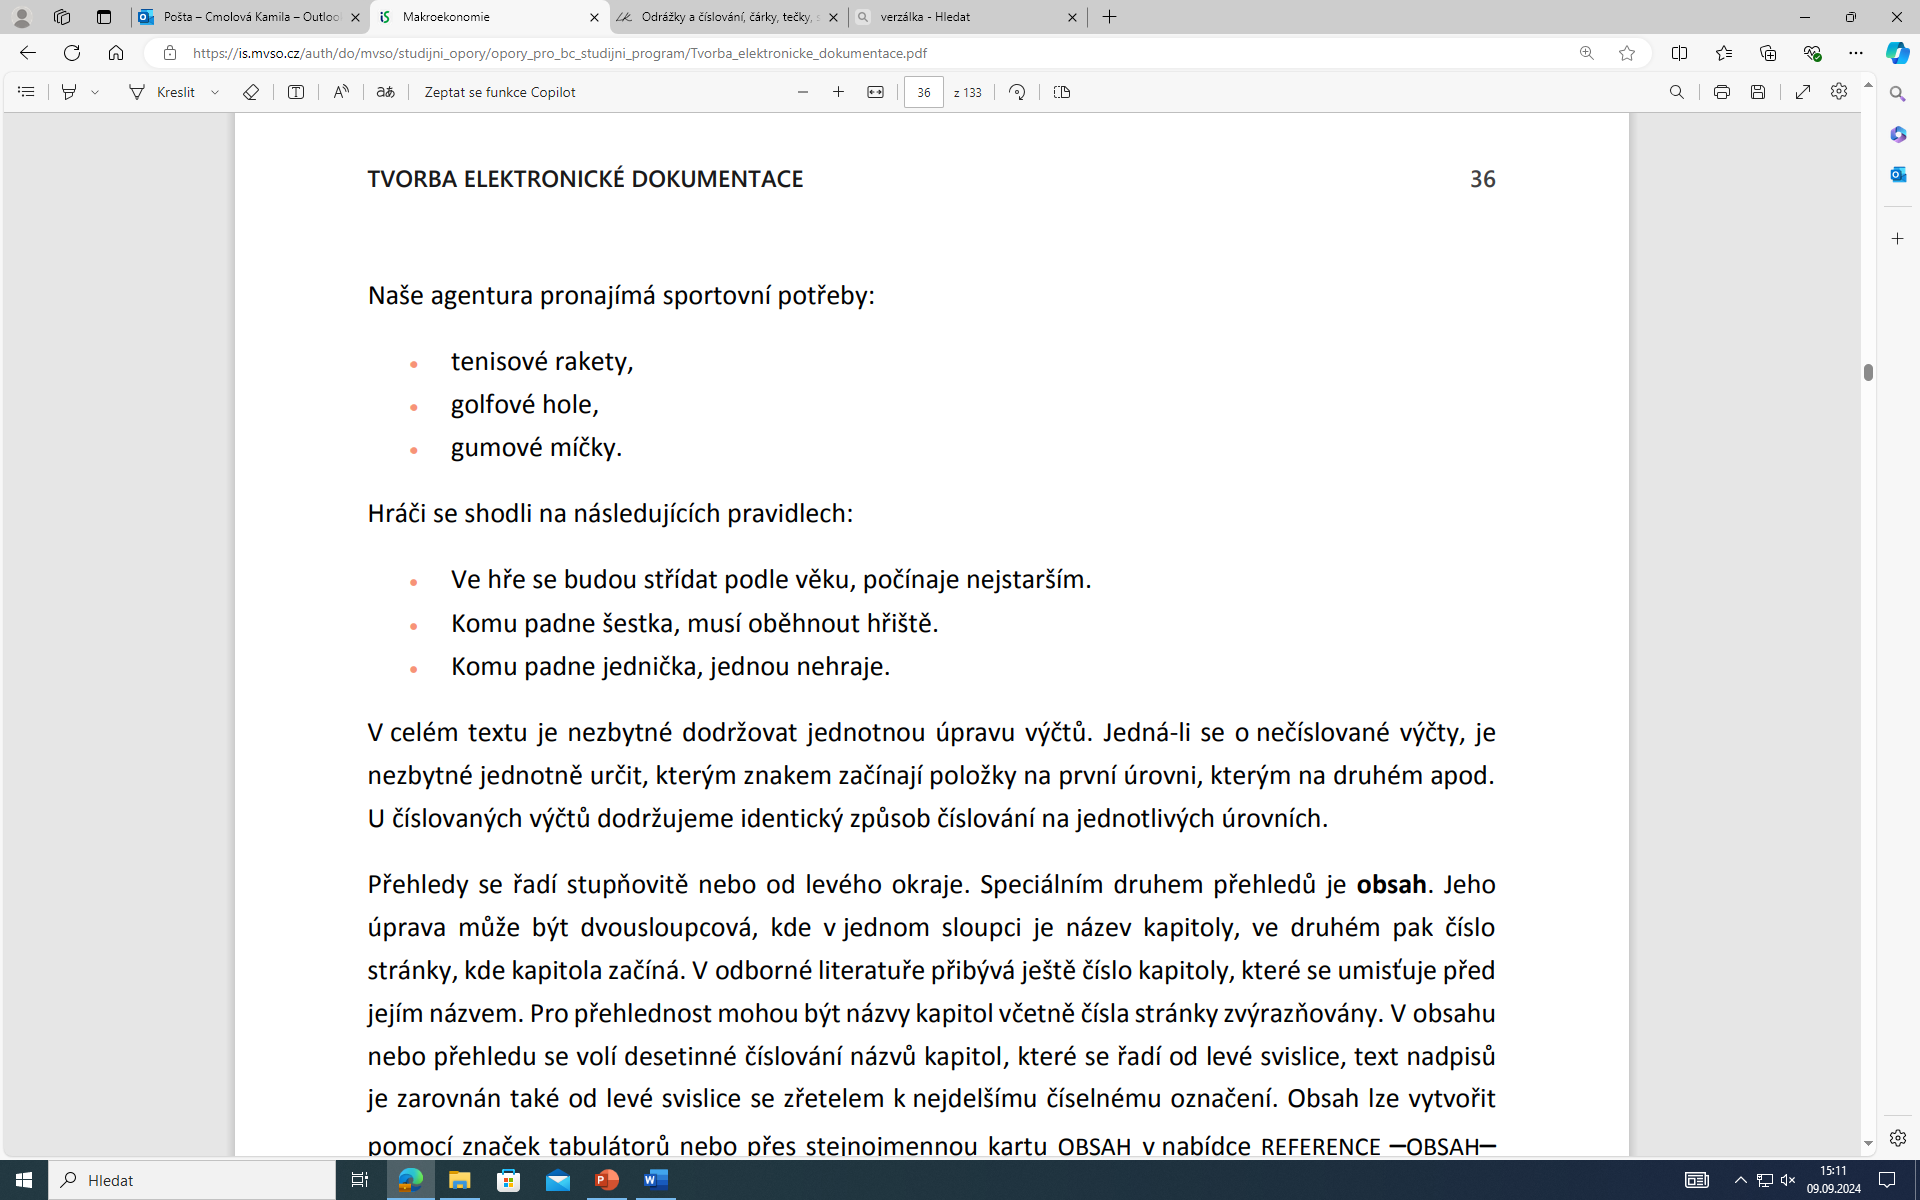 Pošta – Cmolová Kamila – Outloo
Makroekonomie
Odrážky a číslování, čárky, tečky,
verzálka - Hledat
https://is.mvso.cz/auth/do/mvso/studijni_opory/opory_pro_bc_studijni_program/Tvorba_elektronicke_dokumentace.pdf
Kreslit
aあ
Zeptat se funkce Copilot
36 z 133
TVORBA ELEKTRONICKÉ DOKUMENTACE 36
Naše agentura pronajímá sportovní potřeby:
• tenisové rakety,
• golfové hole,
• gumové míčky.
Hráči se shodli na následujících pravidlech:
• Ve hře se budou střídat podle věku, počínaje nejstarším.
• Komu padne šestka, musí oběhnout hřiště.
• Komu padne jednička, jednou nehraje.
V celém textu je nezbytné dodržovat jednotnou úpravu výčtů. Jedná-li se o nečíslované výčty, je
nezbytné jednotně určit, kterým znakem začínají položky na první úrovni, kterým na druhém apod.
U číslovaných výčtů dodržujeme identický způsob číslování na jednotlivých úrovních.
Přehledy se řadí stupňovitě nebo od levého okraje. Speciálním druhem přehledů je obsah. Jeho
úprava může být dvousloupcová, kde v jednom sloupci je název kapitoly, ve druhém pak číslo
stránky, kde kapitola začíná. V odborné literatuře přibývá ještě číslo kapitoly, které se umisťuje před
jejím názvem. Pro přehlednost mohou být názvy kapitol včetně čísla stránky zvýrazňovány. V obsahu
nebo přehledu se volí desetinné číslování názvů kapitol, které se řadí od levé svislice, text nadpisů
je zarovnán také od levé svislice se zřetelem k nejdelšímu číselnému označení. Obsah lze vytvořit
pomocí značek tabulátorů nebo přes stejnojmennou kartu OBSAH v nabídce REFERENCE –OBSAH–
Hledat
15:11
09.09.2024